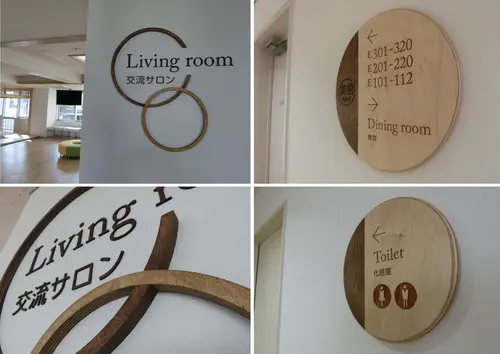 Living room
交流サロン
←
E301-320
E201-220
E101-112
→
Dining room
食堂
Living ro
交流サロン
←
Toilet
化粧室